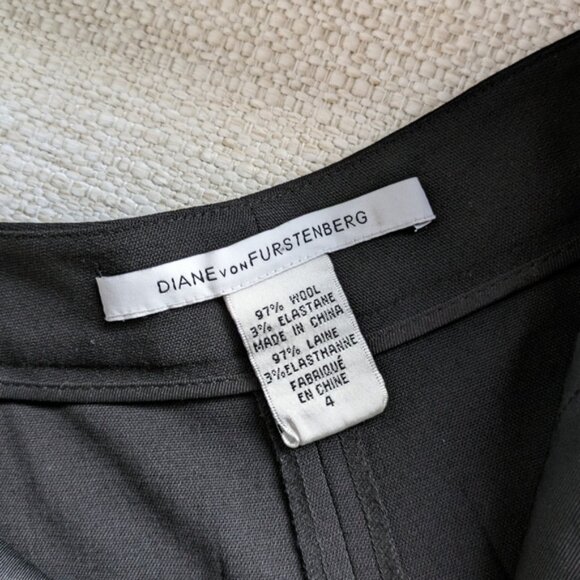 DIANE VON FURSTENBERG
97% WOOL
3% ELASTANE
MADE IN CHINA
97% LAINE
3%ELASTHANNE
FABRIQUÉ
EN CHINE
4